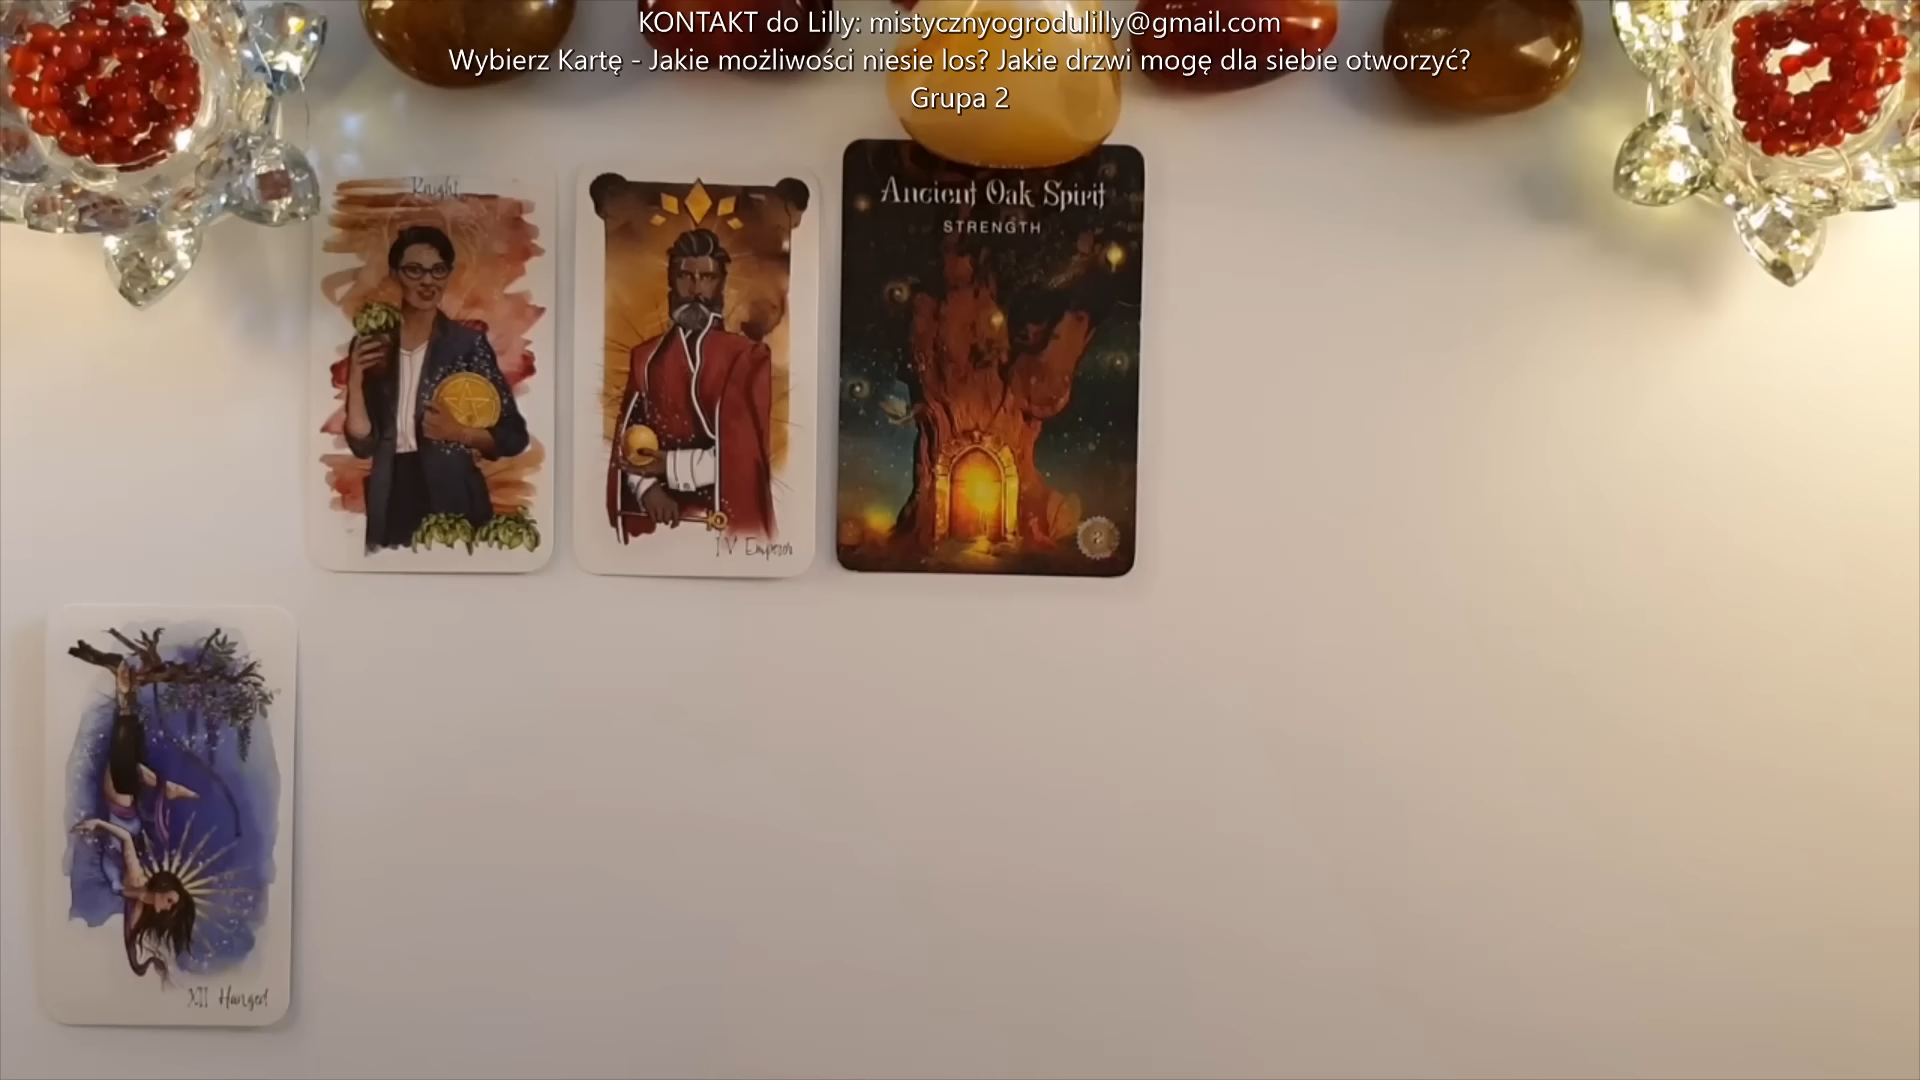 KONTAKT do Lilly: mistycznyogrodulilly@gmail.com
Wybierz Kartę - Jakie możliwości niesie los? Jakie drzwi mogę dla siebie otworzyć?
Grupa 2
Knight
Ancient Oak Spirit
STRENGTH
IV Emperor
2
XII Hanged